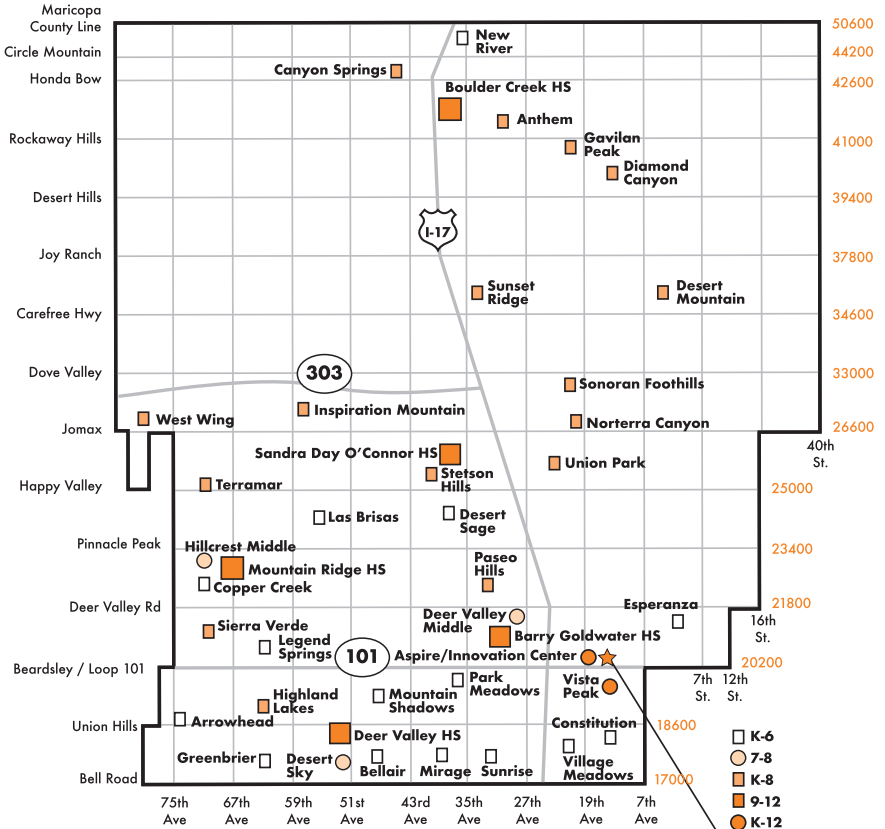 Maricopa
County Line
50600
New
River
Circle Mountain
44200
Canyon Springs
Honda Bow
42600
Boulder Creek HS
Anthem
Rockaway Hills
Gavilan
Peak
41000
Diamond
Canyon
Desert Hills
39400
I-17
Joy Ranch
37800
Sunset
Ridge
Desert
Mountain
Carefree Hwy
34600
Dove Valley
303
33000
Sonoran Foothills
Inspiration Mountain
West Wing
Norterra Canyon
Jomax
26600
40th
St.
Sandra Day O'Connor HS
Union Park
Stetson
Hills
Terramar
Happy Valley
25000
Las Brisas
Desert
Sage
Pinnacle Peak
23400
Hillcrest Middle
Paseo
Hills
Mountain Ridge HS
Copper Creek
Deer Valley Rd
21800
Esperanza
Deer Valley
Middle
16th
St.
Sierra Verde
Barry Goldwater HS
Legend
Springs
101
Aspire/Innovation Center
Beardsley / Loop 101
20200
Park
Meadows
Vista
Peak
7th
St.
12th
St.
Highland
Lakes
Mountain
Shadows
Arrowhead
Union Hills
Constitution
18600
Deer Valley HS
K-6
Greenbrier
Desert
Sky
7-8
Bellair
Mirage
Sunrise
Village
Meadows
Bell Road
17000
K-8
75th
Ave
67th
Ave
59th
Ave
51st
Ave
43rd
Ave
35th
Ave
27th
Ave
19th
Ave
7th
Ave
9-12
K-12